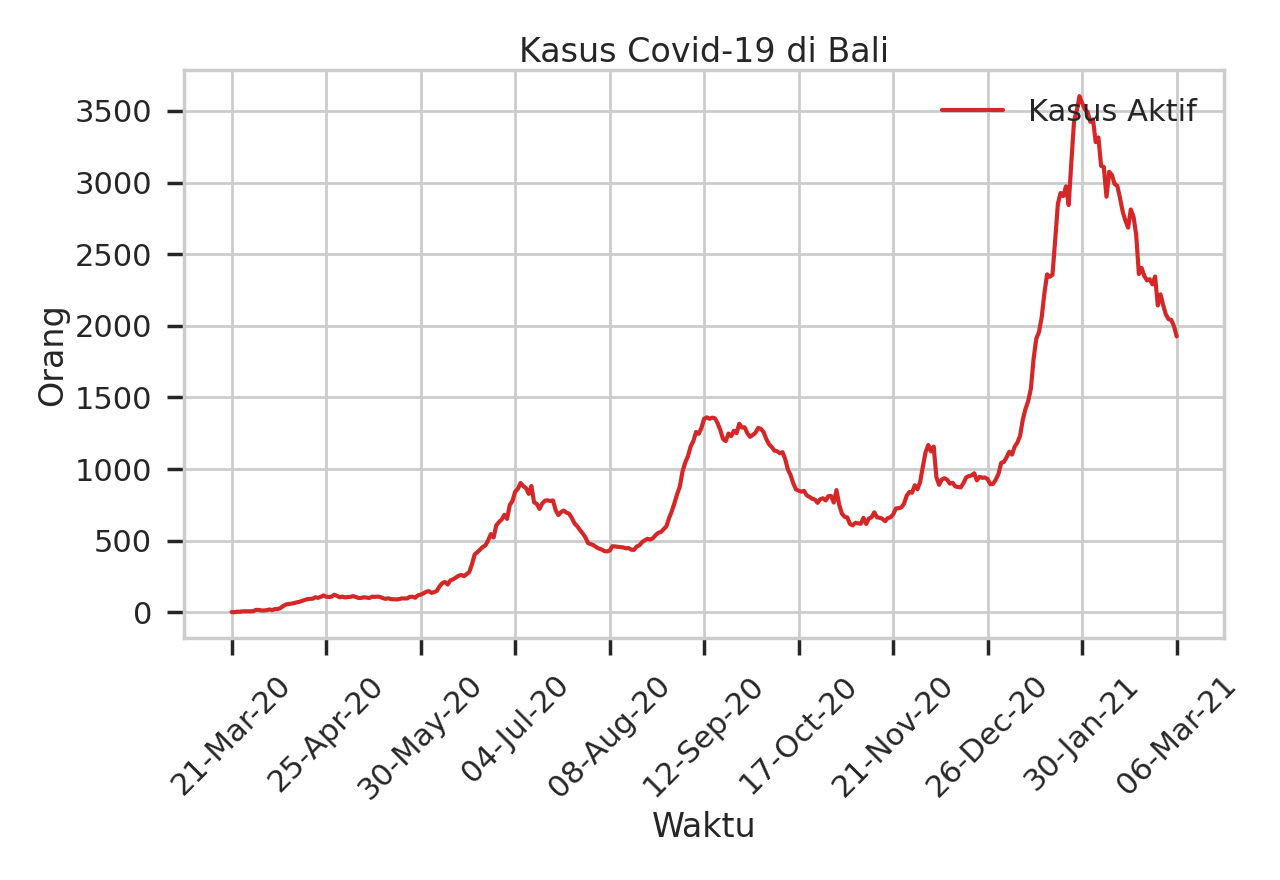 Kasus Covid-19 di Bali
Kasus Aktif
3500
3000
2500
2000
1500
1000
500
0
Orang
21-Mar-20
25-Apr-20
30-May-20
04-Jul-20
08-Aug-20
12-Sep-20
17-Oct-20
21-Nov-20
26-Dec-20
30-Jan-21
06-Mar-21
Waktu